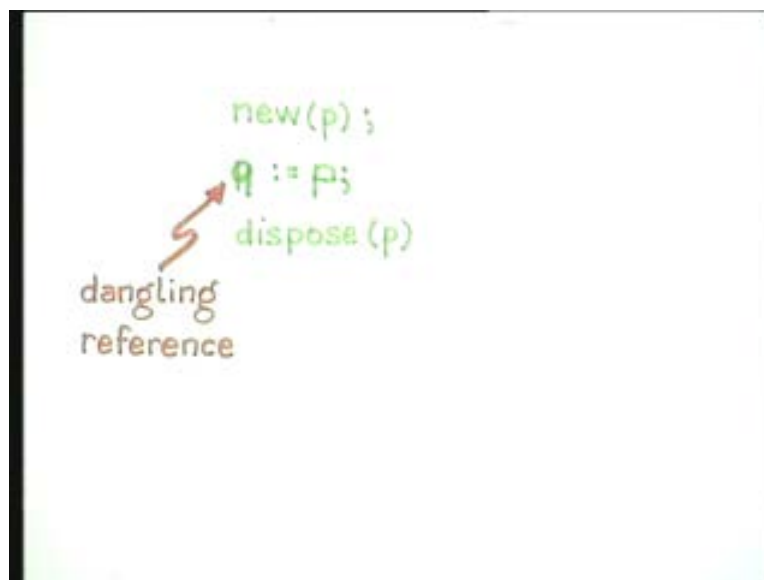 new(p);
q := p;
dispose(p)
dangling
reference